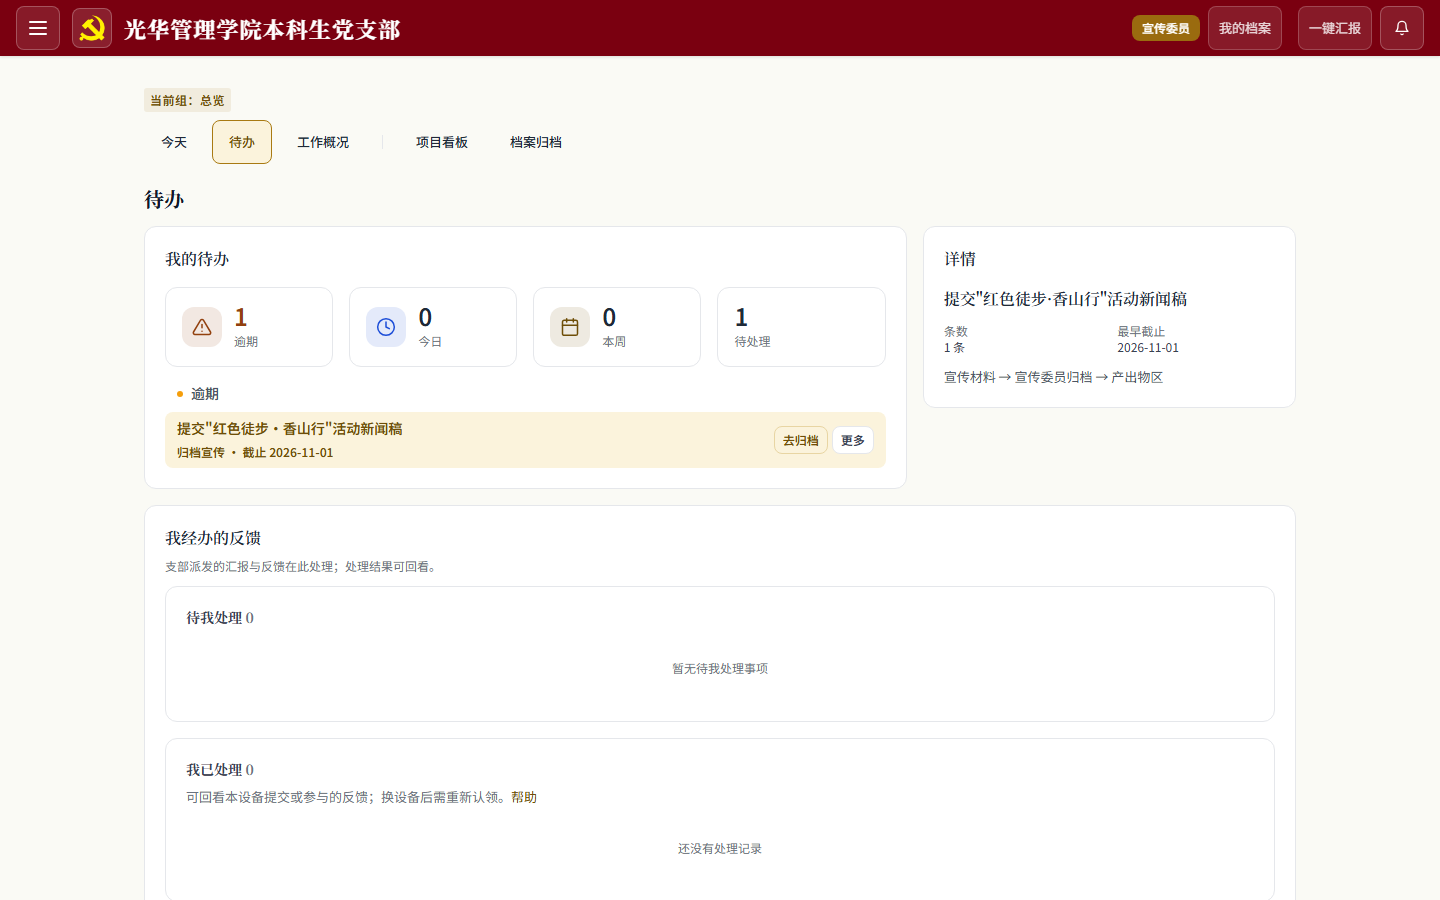 光华管理学院本科生党支部
宣传委员
我的档案
一键汇报
当前组：总览
今天
待办
工作概况
项目看板
档案归档
待办
我的待办
1
逾期
0
今日
0
本周
1
待处理
逾期
提交"红色徒步·香山行"活动新闻稿
归档宣传 · 截止 2026-11-01
去归档
更多
详情
提交"红色徒步·香山行"活动新闻稿
条数
1 条
最早截止
2026-11-01
宣传材料 → 宣传委员归档 → 产出物区
我经办的反馈
支部派发的汇报与反馈在此处理；处理结果可回看。
待我处理 0
暂无待我处理事项
我已处理 0
可回看本设备提交或参与的反馈；换设备后需重新认领。帮助
还没有处理记录